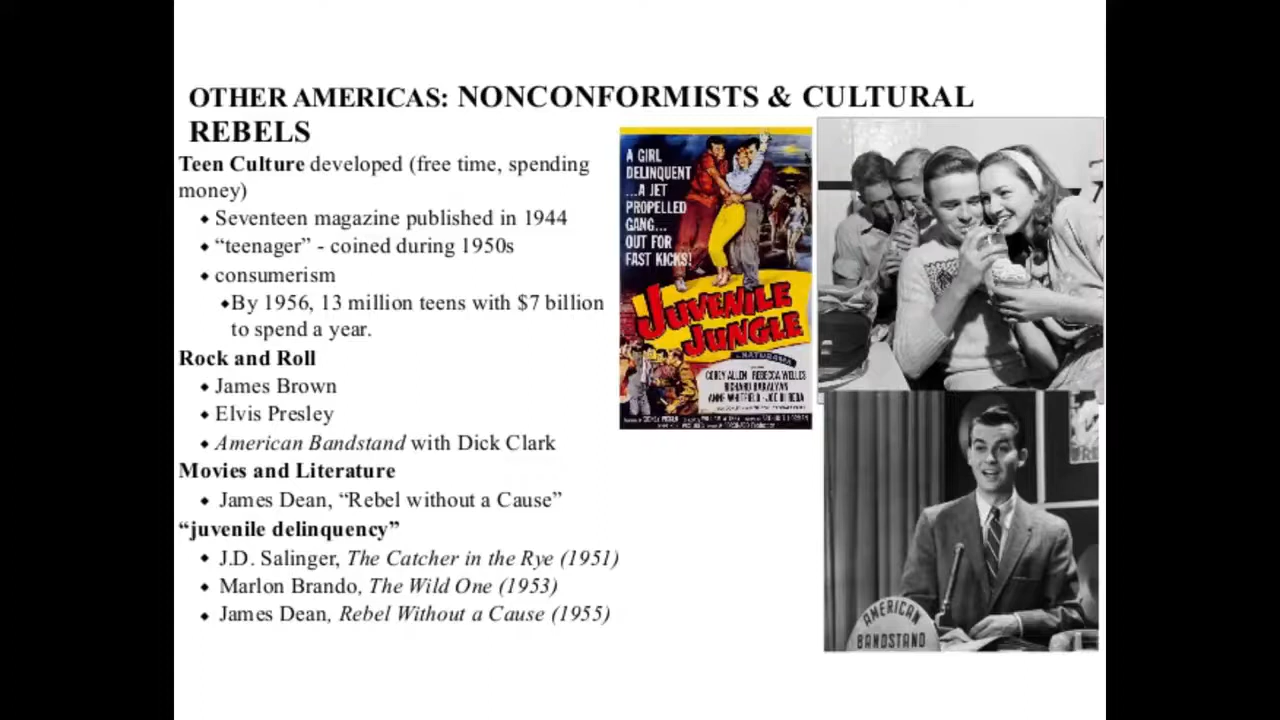 OTHER AMERICAS: NONCONFORMISTS & CULTURAL
REBELS
Teen Culture developed (free time, spending
money)
Seventeen magazine published in 1944
“teenager” - coined during 1950s
consumerism
By 1956, 13 million teens with $7 billion
to spend a year.
Rock and Roll
James Brown
Elvis Presley
American Bandstand with Dick Clark
Movies and Literature
James Dean, “Rebel without a Cause”
“juvenile delinquency”
J.D. Salinger, The Catcher in the Rye (1951)
Marlon Brando, The Wild One (1953)
James Dean, Rebel Without a Cause (1955)
A GIRL
DELINQUENT
...A JET
PROPELLED
GANG...
OUT FOR
FAST KICKS!
JUVENILE
JUNGLE
NATURAMA
COREY ALLEN REBECCA WELLES
RICHARD BAKALYAN
ANNE WHITFIELD • JOE DI REDA
AMERICAN
BANDSTAND